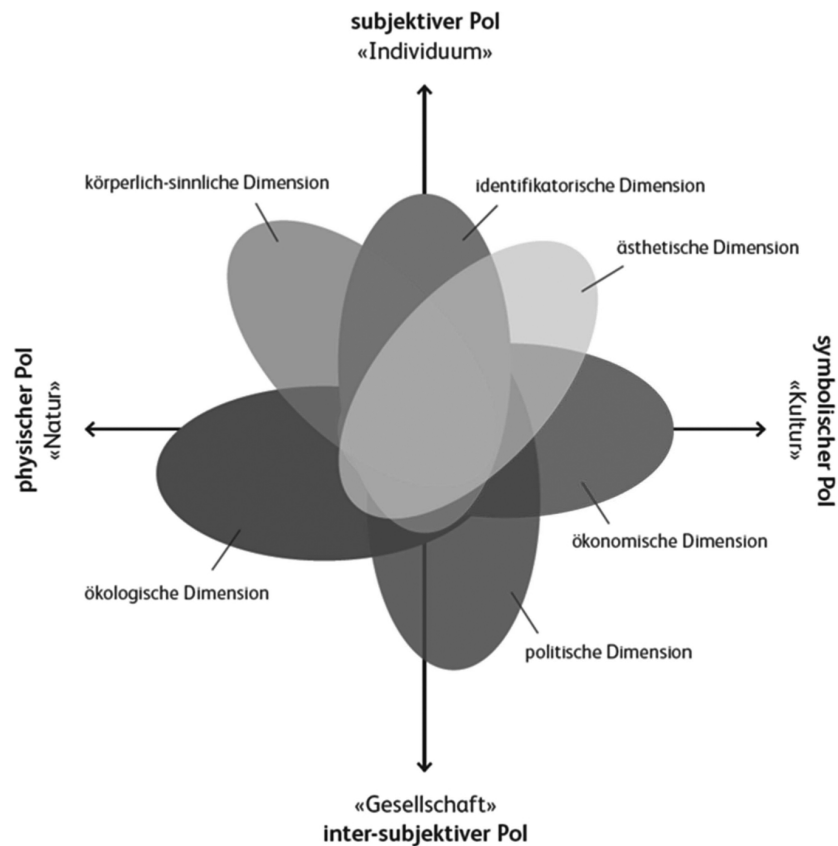 subjektiver Pol
«Individuum»
körperlich-sinnliche Dimension
identifikatorische Dimension
ästhetische Dimension
physischer Pol
«Natur»
symbolischer Pol
«Kultur»
ökonomische Dimension
ökologische Dimension
politische Dimension
«Gesellschaft»
inter-subjektiver Pol